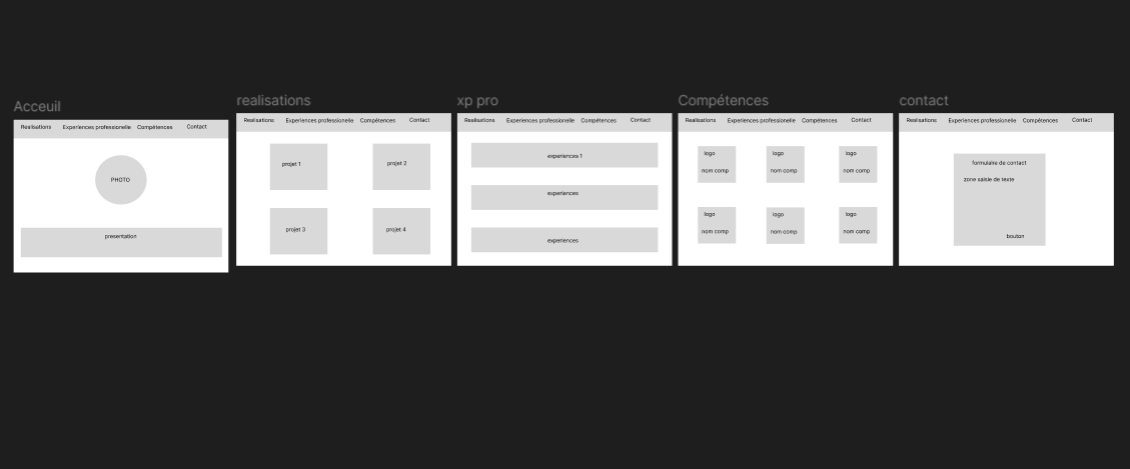 Acceuil
Realisations Experiences professionelle Compétences Contact
PHOTO
presentation
realisations
Realisations Experiences professionelle Compétences Contact
projet 1 projet 2
projet 3 projet 4
xp pro
Realisations Experiences professionelle Compétences Contact
experiences 1
experiences
experiences
Compétences
Realisations Experiences professionelle Compétences Contact
logo logo logo
nom comp nom comp nom comp
logo logo logo
nom comp nom comp nom comp
contact
Realisations Experiences professionelle Compétences Contact
formulaire de contact
zone saisie de texte
bouton